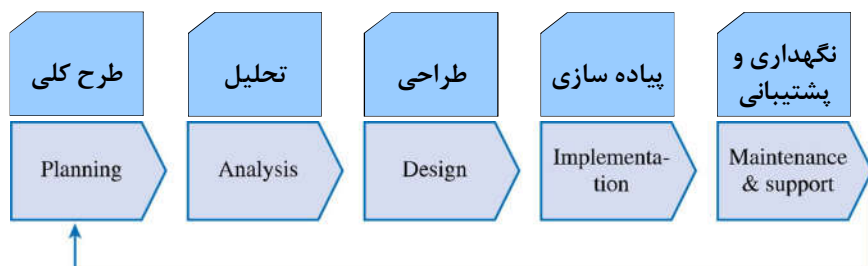 طرح کلی
تحلیل
طراحی
پیاده سازی
نگهداری و
پشتیبانی
Planning
Analysis
Design
Implementa-
tion
Maintenance
& support